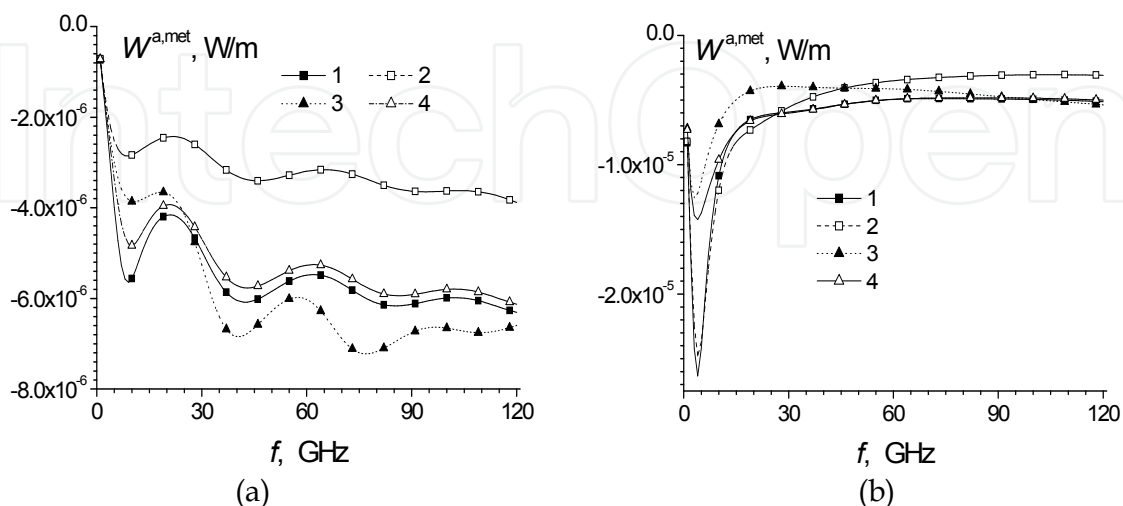 InTechOpen
0.0
-2.0x10⁻⁶
-4.0x10⁻⁶
-6.0x10⁻⁶
-8.0x10⁻⁶
W^a,met, W/m
1 2
3 4
0 30 60 90 120
f, GHz
(a)
0.0
-1.0x10⁻⁵
-2.0x10⁻⁵
W^a,met, W/m
1
2
3
4
0 30 60 90 120
f, GHz
(b)